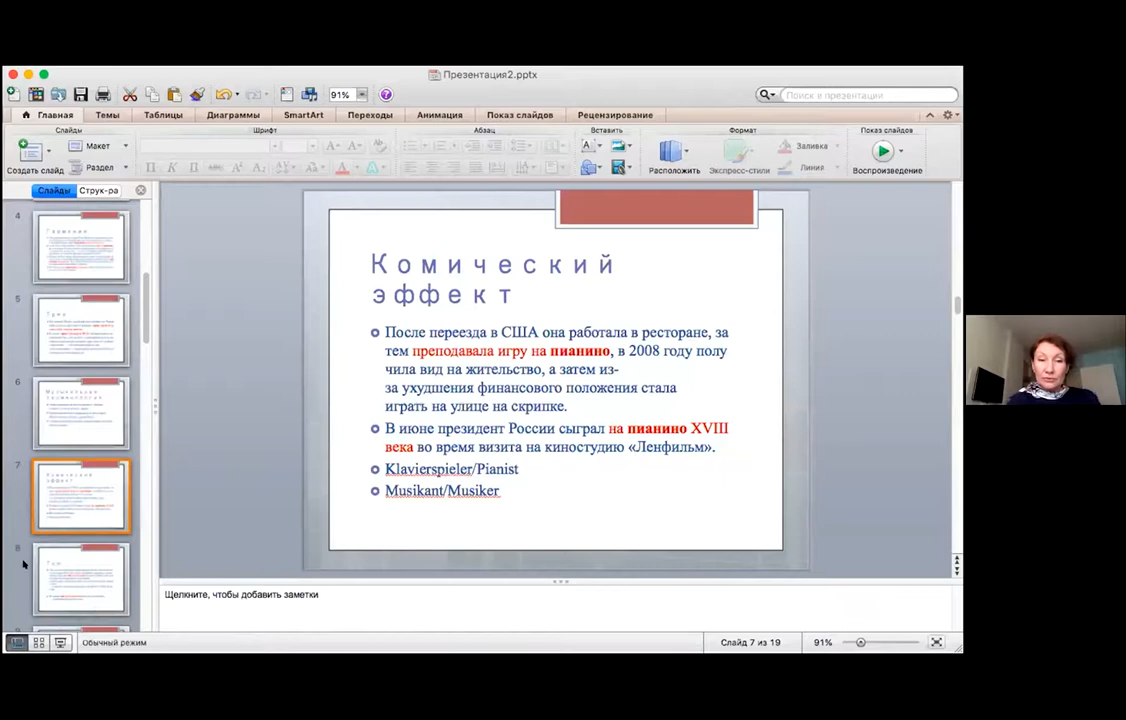 Презентация2.pptx
91%
Поиск в презентации
Главная Темы Таблицы Диаграммы SmartArt Переходы Анимация Показ слайдов Рецензирование
Слайды Шрифт Абзац Вставить Формат Показ слайдов
Макет
Заливка
Раздел
Линия
Создать слайд Расположить Экспресс-стили Воспроизведение
Слайды Струк-ра
4
5
6
7
8
Комический
эффект
После переезда в США она работала в ресторане, за
тем преподавала игру на пианино, в 2008 году полу
чила вид на жительство, а затем из-
за ухудшения финансового положения стала
играть на улице на скрипке.
В июне президент России сыграл на пианино XVIII
века во время визита на киностудию «Ленфильм».
Klavierspieler/Pianist
Musikant/Musiker
Щелкните, чтобы добавить заметки
Обычный режим Слайд 7 из 19 91%